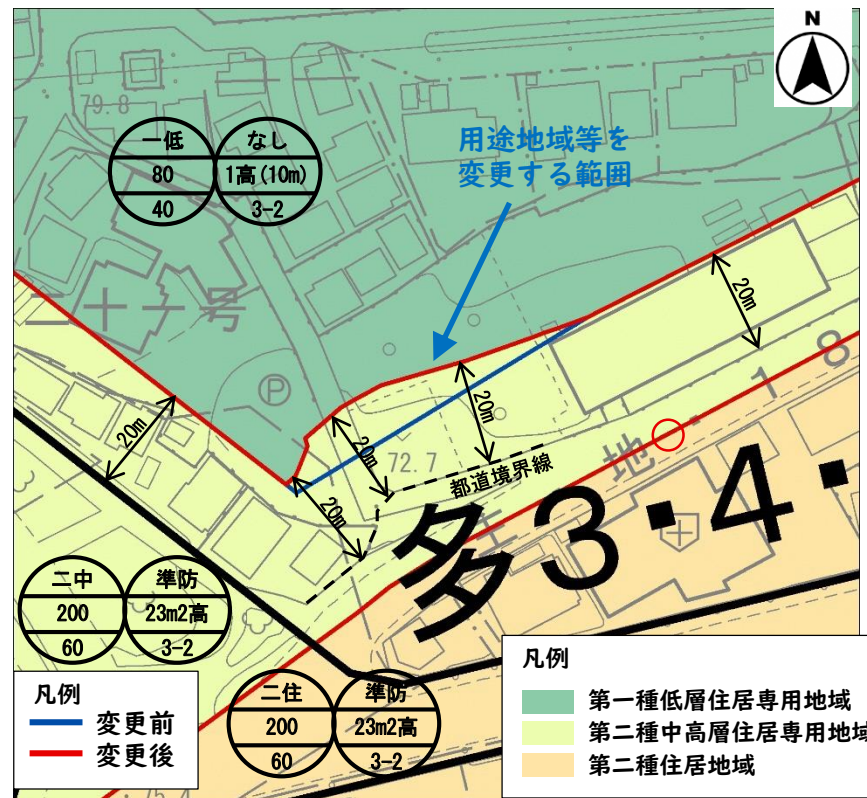 N
79.8
一低
なし
80
1高(10m)
40
3-2
用途地域等を
変更する範囲
二十一号
P
20m
20m
20m
20m
20m
72.7
都道境界線
地
18
多3・4・
二中
準防
200
23m2高
60
3-2
二住
準防
200
23m2高
60
3-2
凡例
変更前
変更後
凡例
第一種低層住居専用地域
第二種中高層住居専用地域
第二種住居地域
75.4